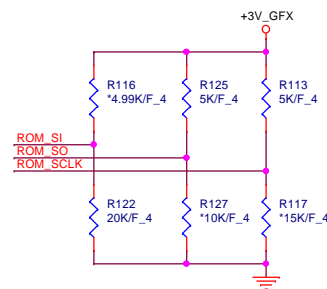 +3V_GFX
R116
*4.99K/F_4
R125
5K/F_4
R113
5K/F_4
ROM_SI
ROM_SO
ROM_SCLK
R122
20K/F_4
R127
*10K/F_4
R117
*15K/F_4